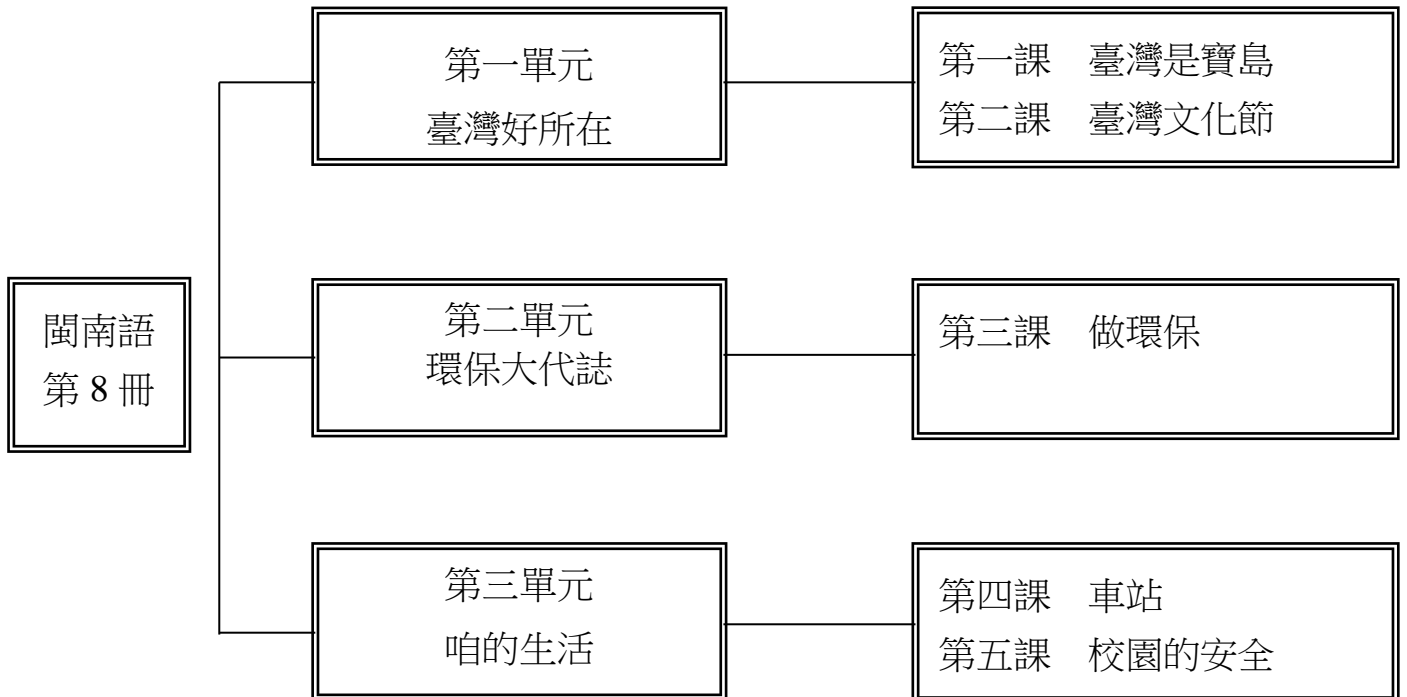 閩南語
第 8 冊
第一單元
臺灣好所在
第一課　臺灣是寶島
第二課　臺灣文化節
第二單元
環保大代誌
第三課　做環保
第三單元
咱的生活
第四課　車站
第五課　校園的安全